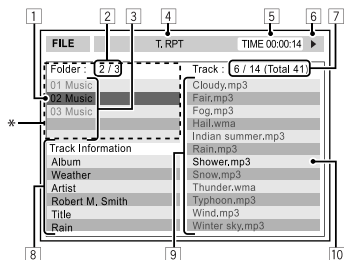 1 2 3 4 5 6 7
FILE T. RPT TIME 00:00:14
Folder : 2 / 3 Track : 6 / 14 (Total 41)
01 Music
02 Music
03 Music
*
Cloudy.mp3
Fair.mp3
Fog.mp3
Hail.wma
Indian summer.mp3
Rain.mp3
Shower.mp3
Snow.mp3
Thunder.wma
Typhoon.mp3
Wind.mp3
Winter sky.mp3
Track Information
Album
Weather
Artist
Robert M. Smith
Title
Rain
8 9 10